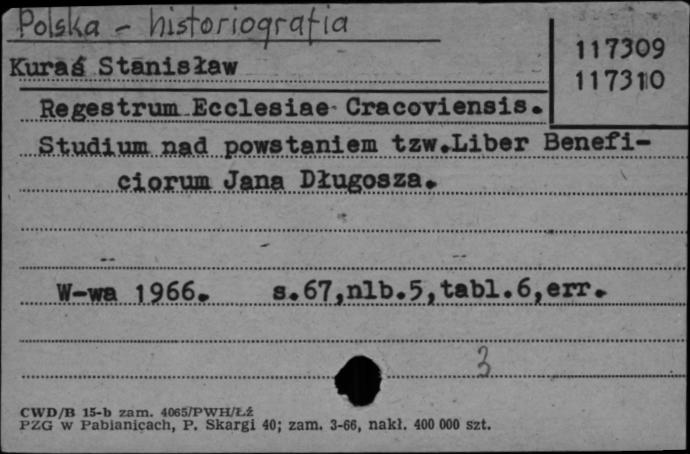 Polska - historiografia
117309
117310
Kuraś Stanisław
Regestrum Ecclesiae Cracoviensis.
Studium nad powstaniem tzw.Liber Benefi-
ciorum Jana Długosza.
W-wa 1966. s.67,nlb.5,tabl.6,err.
3
CWD/B 15-b zam. 4065/PWH/Łź
PZG w Pabianicach, P. Skargi 40; zam. 3-66, nakł. 400 000 szt.